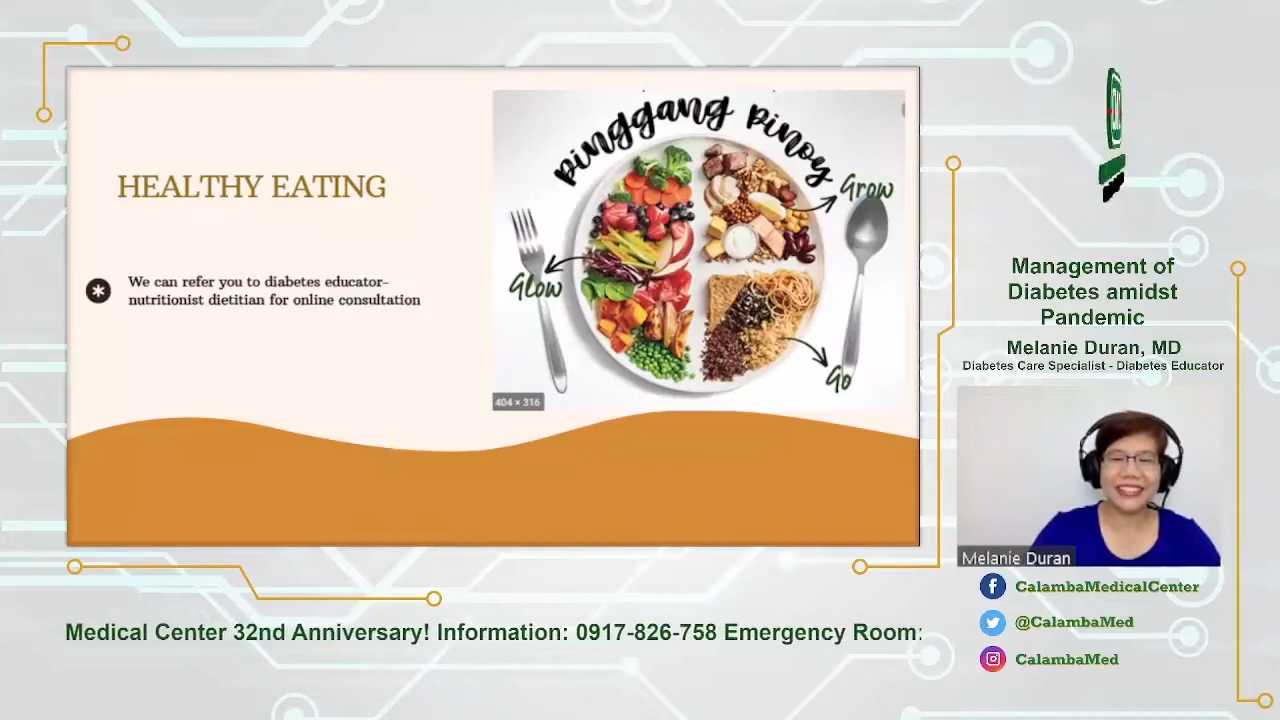 HEALTHY EATING
We can refer you to diabetes educator-
nutritionist dietitian for online consultation
pinggang pinoy
Grow
Glow
Go
404 × 316
Management of
Diabetes amidst
Pandemic
Melanie Duran, MD
Diabetes Care Specialist - Diabetes Educator
Melanie Duran
CalambaMedicalCenter
@CalambaMed
CalambaMed
Medical Center 32nd Anniversary! Information: 0917-826-758 Emergency Room: